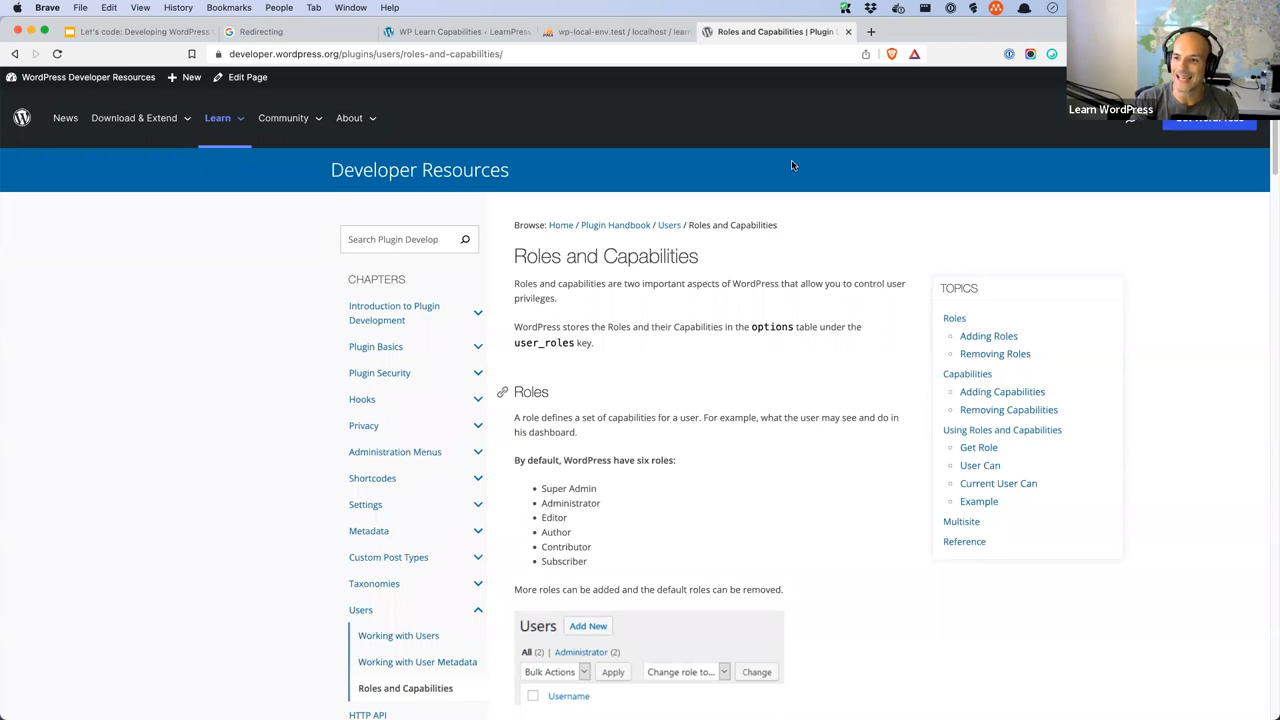 Brave File Edit View History Bookmarks People Tab Window Help
Let's code: Developing WordPress
Redirecting
WP Learn Capabilities ‹ LearnPress
wp-local-env.test / localhost / learn
Roles and Capabilities | Plugin
developer.wordpress.org/plugins/users/roles-and-capabilities/
WordPress Developer Resources
New
Edit Page
Learn WordPress
News
Download & Extend
Learn
Community
About
Developer Resources
Search Plugin Develop
CHAPTERS
Introduction to Plugin
Development
Plugin Basics
Plugin Security
Hooks
Privacy
Administration Menus
Shortcodes
Settings
Metadata
Custom Post Types
Taxonomies
Users
Working with Users
Working with User Metadata
Roles and Capabilities
HTTP API
Browse: Home / Plugin Handbook / Users / Roles and Capabilities
Roles and Capabilities
Roles and capabilities are two important aspects of WordPress that allow you to control user
privileges.
WordPress stores the Roles and their Capabilities in the options table under the
user_roles key.
Roles
A role defines a set of capabilities for a user. For example, what the user may see and do in
his dashboard.
By default, WordPress have six roles:
Super Admin
Administrator
Editor
Author
Contributor
Subscriber
More roles can be added and the default roles can be removed.
Users Add New
All (2) | Administrator (2)
Bulk Actions Apply Change role to... Change
Username
TOPICS
Roles
Adding Roles
Removing Roles
Capabilities
Adding Capabilities
Removing Capabilities
Using Roles and Capabilities
Get Role
User Can
Current User Can
Example
Multisite
Reference